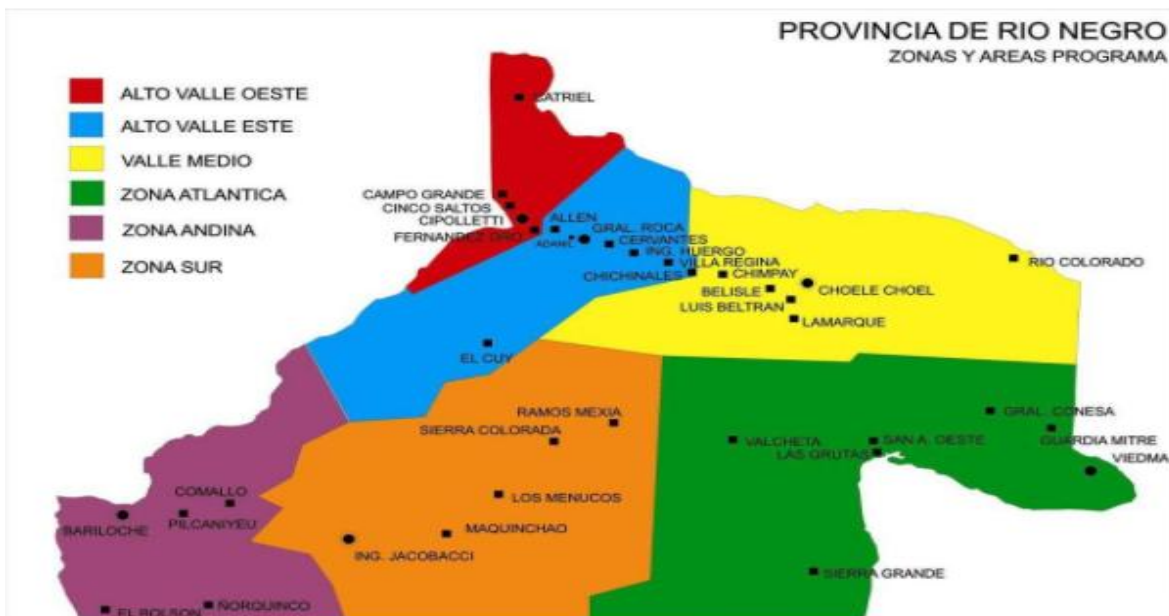 PROVINCIA DE RIO NEGRO
ZONAS Y AREAS PROGRAMA
ALTO VALLE OESTE
ALTO VALLE ESTE
VALLE MEDIO
ZONA ATLANTICA
ZONA ANDINA
ZONA SUR
CATRIEL
CAMPO GRANDE
CINCO SALTOS
CIPOLLETTI
FERNANDEZ ORO
ALLEN
GRAL. ROCA
CERVANTES
ING. HUERGO
VILLA REGINA
CHICHINALES
CHIMPAY
BELISLE
CHOELE CHOEL
LUIS BELTRAN
LAMARQUE
RIO COLORADO
EL CUY
RAMOS MEXIA
SIERRA COLORADA
GRAL. CONESA
VALCHETA
SAN A. OESTE
GUARDIA MITRE
LAS GRUTAS
VIEDMA
COMALLO
LOS MENUCOS
BARILOCHE
PILCANIYEU
MAQUINCHAO
ING. JACOBACCI
SIERRA GRANDE
EL BOLSON
ÑORQUINCO